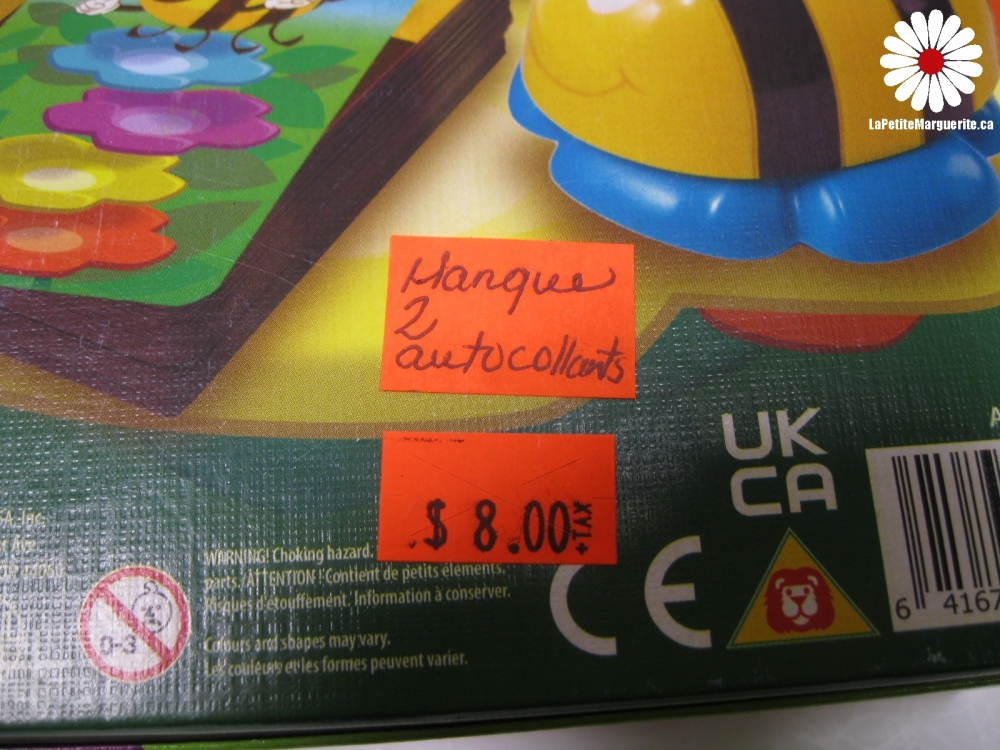 LaPetiteMarguerite.ca
Manque
2
autocollants
$ 8.00 +TAX
UK
CA
WARNING! Choking hazard.
parts./ATTENTION! Contient de petits éléments.
Risques d'étouffement. Information à conserver.
0-3
Colours and shapes may vary.
Les couleurs et les formes peuvent varier.
CE
6 4167